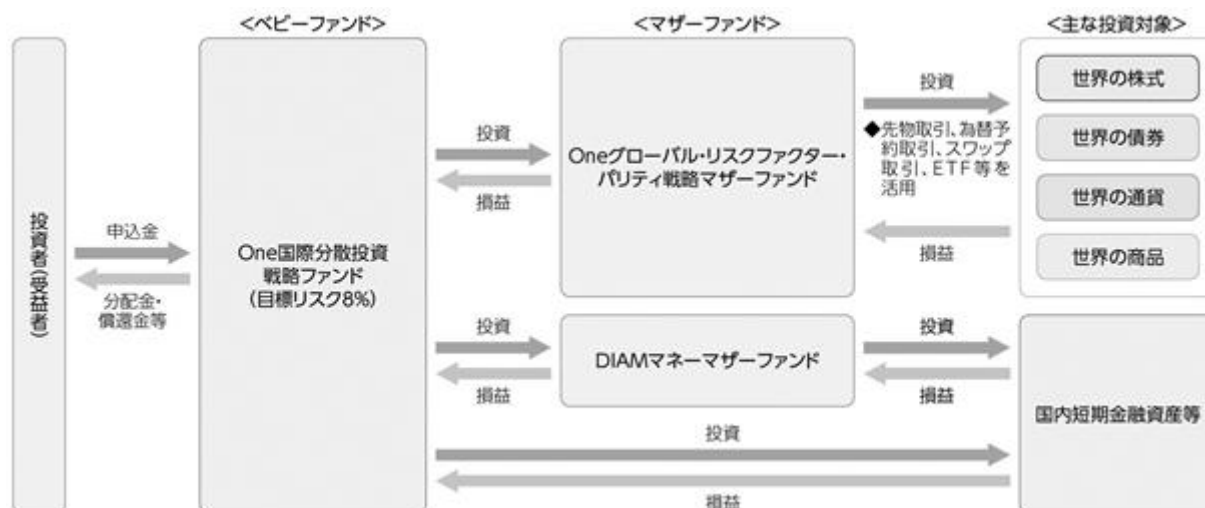 <ベビーファンド>
<マザーファンド>
<主な投資対象>
投資者(受益者)
申込金
分配金・
償還金等
One国際分散投資
戦略ファンド
(目標リスク8%)
投資
損益
Oneグローバル・リスクファクター・
パリティ戦略マザーファンド
投資
◆先物取引、為替予
約取引、スワップ
取引、ETF等を
活用
損益
世界の株式
世界の債券
世界の通貨
世界の商品
投資
損益
DIAMマネーマザーファンド
投資
損益
国内短期金融資産等
投資
損益